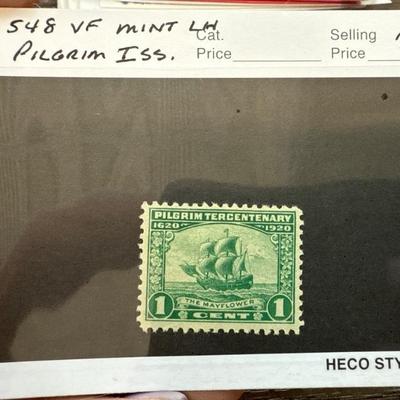 548 VF MINT LH
PILGRIM ISS.
Cat.
Price
Selling
Price
PILGRIM TERCENTENARY
1620 1920
THE MAYFLOWER
1 CENT 1
HECO STY